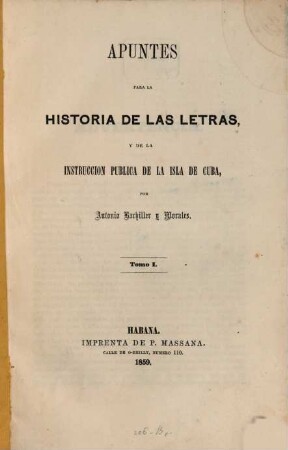 APUNTES
PARA LA
HISTORIA DE LAS LETRAS,
Y DE LA
INSTRUCCION PUBLICA DE LA ISLA DE CUBA,
POR
Antonio Bachiller y Morales.
Tomo I.
HABANA.
IMPRENTA DE P. MASSANA.
CALLE DE O-REILLY, NUMERO 110.
1859.